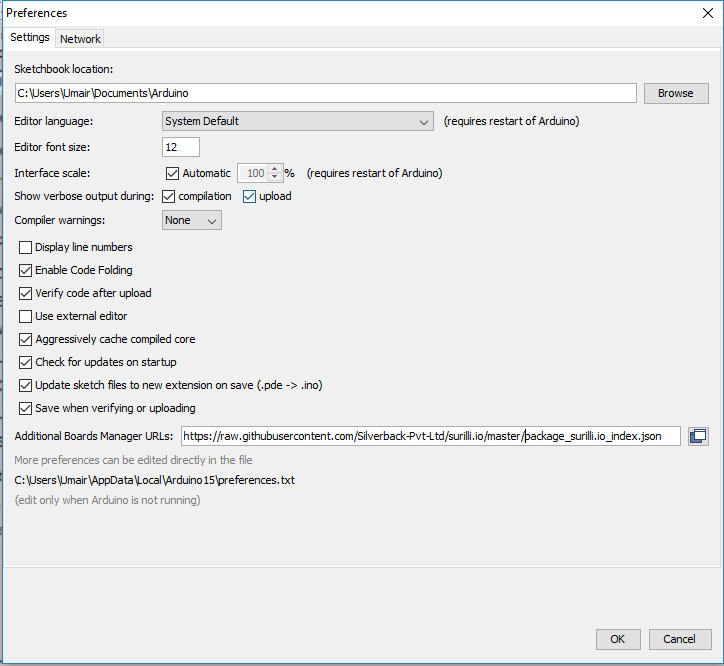 Preferences
Settings Network
Sketchbook location:
C:\Users\Umair\Documents\Arduino Browse
Editor language: System Default (requires restart of Arduino)
Editor font size: 12
Interface scale: Automatic 100 % (requires restart of Arduino)
Show verbose output during: compilation upload
Compiler warnings: None
Display line numbers
Enable Code Folding
Verify code after upload
Use external editor
Aggressively cache compiled core
Check for updates on startup
Update sketch files to new extension on save (.pde -> .ino)
Save when verifying or uploading
Additional Boards Manager URLs: https://raw.githubusercontent.com/Silverback-Pvt-Ltd/surilli.io/master/package_surilli.io_index.json
More preferences can be edited directly in the file
C:\Users\Umair\AppData\Local\Arduino15\preferences.txt
(edit only when Arduino is not running)
OK Cancel